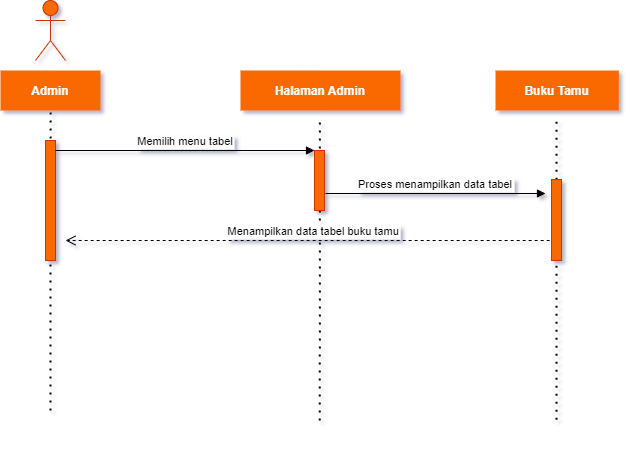 Admin
Halaman Admin
Buku Tamu
Memilih menu tabel
Proses menampilkan data tabel
Menampilkan data tabel buku tamu